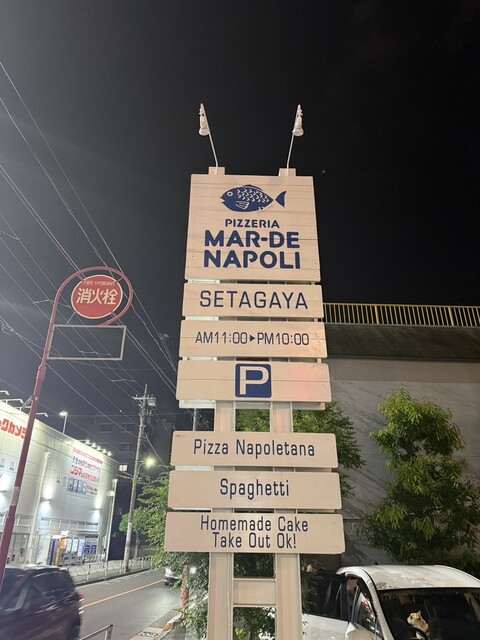 PIZZERIA
MAR-DE
NAPOLI
SETAGAYA
AM11:00▶PM10:00
P
Pizza Napoletana
Spaghetti
Homemade Cake
Take Out Ok!
FIRE HYDRANT
消火栓